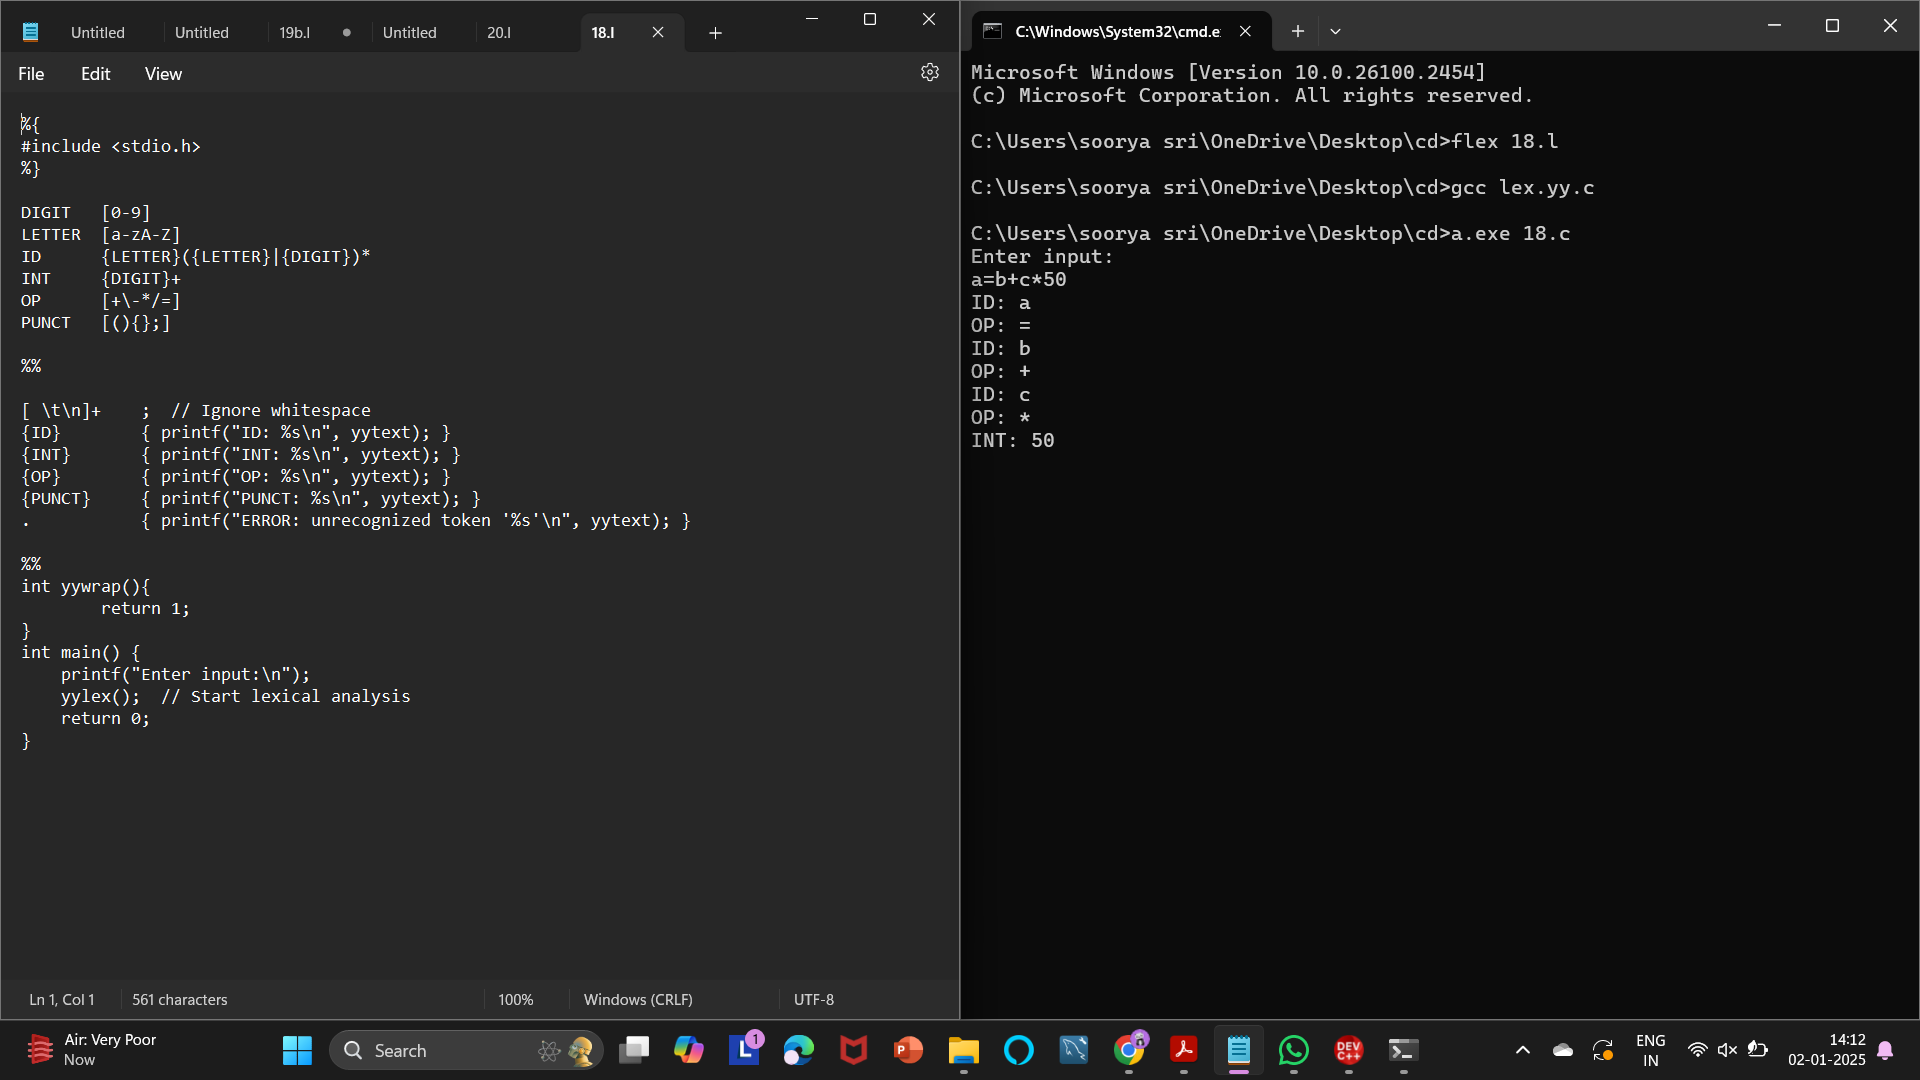 Untitled
Untitled
19b.l
Untitled
20.l
18.l
File
Edit
View
%{
#include <stdio.h>
%}
DIGIT   [0-9]
LETTER  [a-zA-Z]
ID      {LETTER}({LETTER}|{DIGIT})*
INT     {DIGIT}+
OP      [+\-*/=]
PUNCT   [(){};]
%%
[ \t\n]+    ;  // Ignore whitespace
{ID}        { printf("ID: %s\n", yytext); }
{INT}       { printf("INT: %s\n", yytext); }
{OP}        { printf("OP: %s\n", yytext); }
{PUNCT}     { printf("PUNCT: %s\n", yytext); }
.           { printf("ERROR: unrecognized token '%s'\n", yytext); }
%%
int yywrap(){
        return 1;
}
int main() {
    printf("Enter input:\n");
    yylex();  // Start lexical analysis
    return 0;
}
Ln 1, Col 1
561 characters
100%
Windows (CRLF)
UTF-8
C:\Windows\System32\cmd.e
Microsoft Windows [Version 10.0.26100.2454]
(c) Microsoft Corporation. All rights reserved.
C:\Users\soorya sri\OneDrive\Desktop\cd>flex 18.l
C:\Users\soorya sri\OneDrive\Desktop\cd>gcc lex.yy.c
C:\Users\soorya sri\OneDrive\Desktop\cd>a.exe 18.c
Enter input:
a=b+c*50
ID: a
OP: =
ID: b
OP: +
ID: c
OP: *
INT: 50
Air: Very Poor
Now
Search
L
1
P
DEV
C++
ENG
IN
14:12
02-01-2025